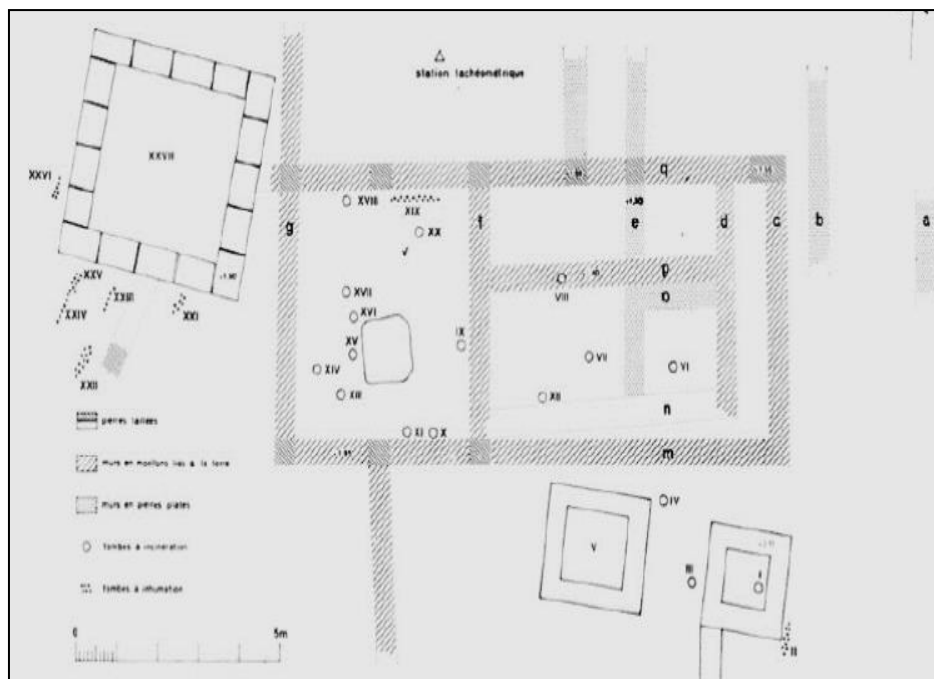 station tachéométrique
XXVII
XXVI
q
XVIII
XIX
XX
g
f
e
d
c
b
a
p
VIII
o
XXV
XXIII
XXIV
XXI
XVII
XVI
IX
XV
VII
VI
XIV
XXII
XIII
XII
n
XI
X
m
pierres taillées
murs en moellons liés à la terre
IV
murs en pierres plates
V
tombes à incinération
III
I
tombes à inhumation
0
5m
II